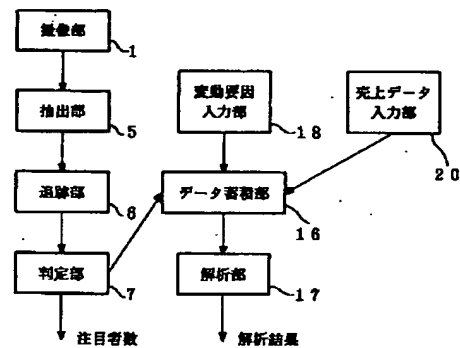 撮像部
1
抽出部
5
追跡部
6
判定部
7
注目者数
変動要因
入力部
18
売上データ
入力部
20
データ蓄積部
16
解析部
17
解析結果